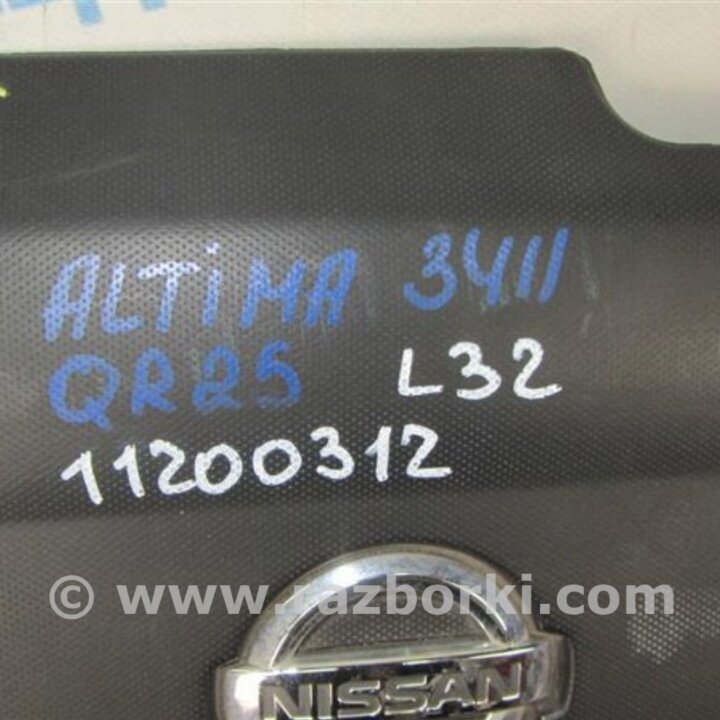 ALTiMA 3411
QR25 L32
11200312
© www.razborki.com
NISSAN